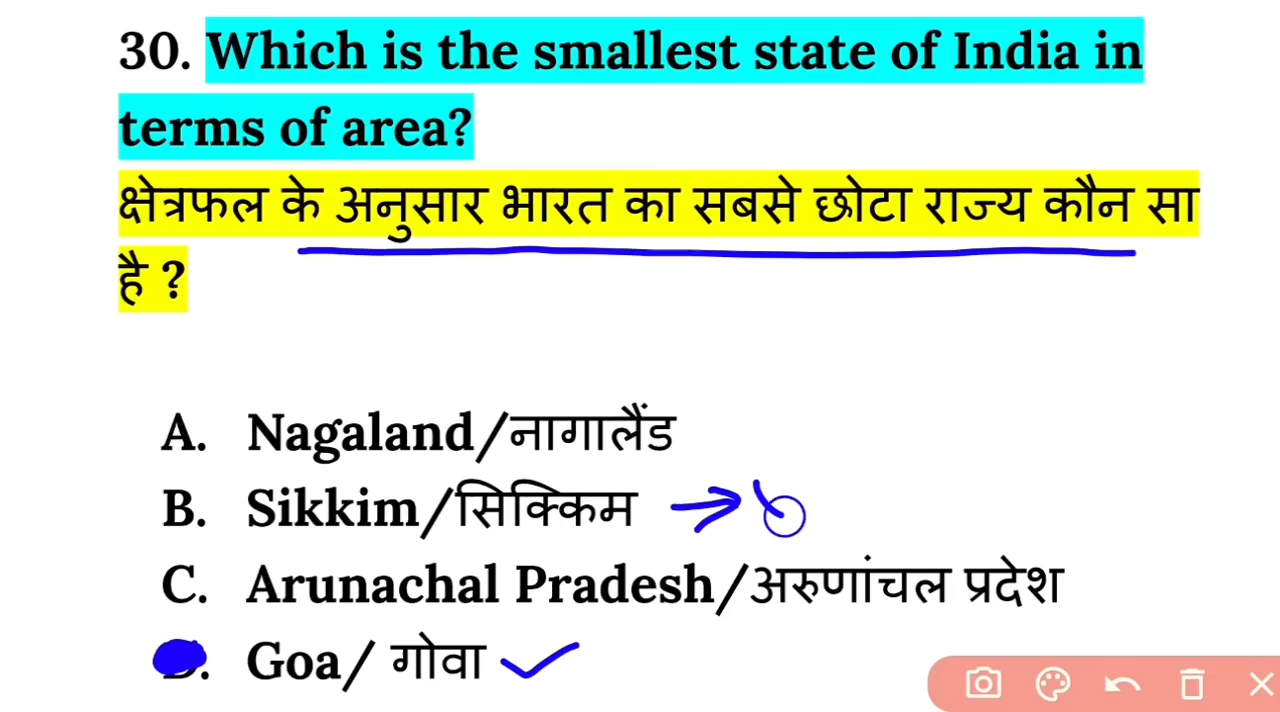 30. Which is the smallest state of India in
terms of area?
क्षेत्रफल के अनुसार भारत का सबसे छोटा राज्य कौन सा
है ?
A. Nagaland/नागालैंड
B. Sikkim/सिक्किम
C. Arunachal Pradesh/अरुणांचल प्रदेश
D. Goa/ गोवा